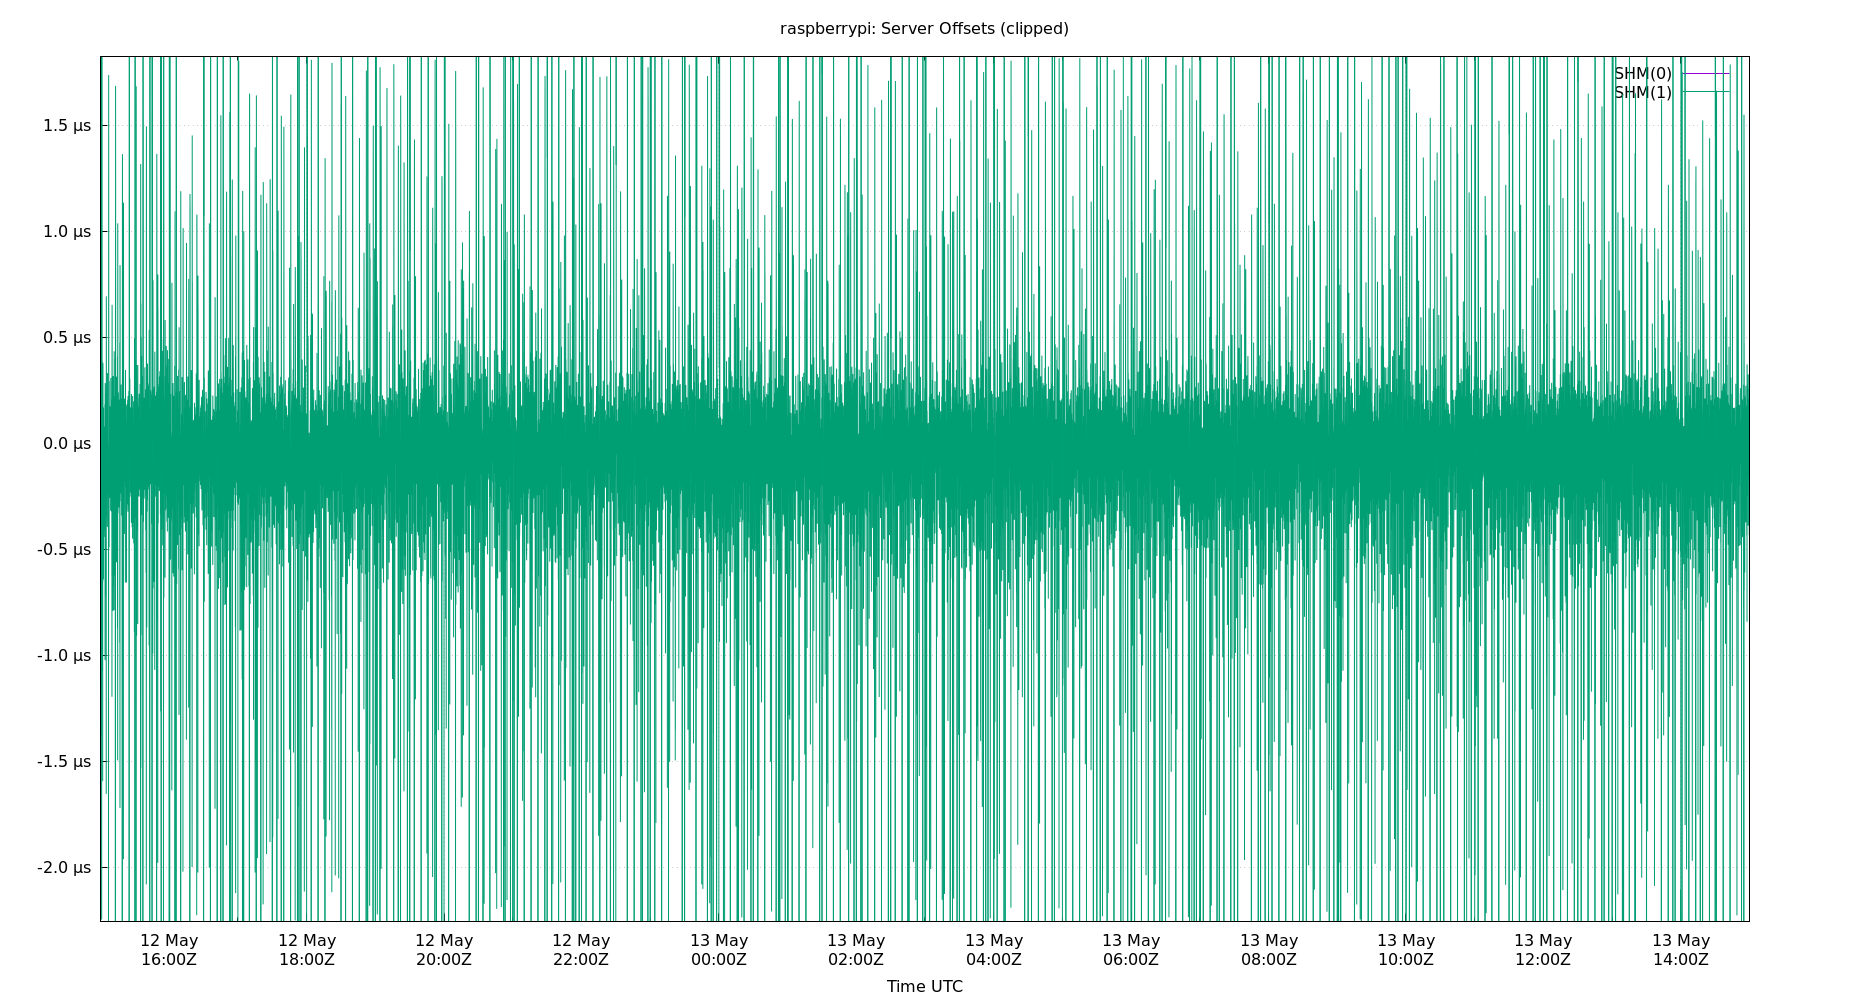 raspberrypi: Server Offsets (clipped)
SHM(0)
SHM(1)
1.5 µs
1.0 µs
0.5 µs
0.0 µs
-0.5 µs
-1.0 µs
-1.5 µs
-2.0 µs
12 May 12 May 12 May 12 May 13 May 13 May 13 May 13 May 13 May 13 May 13 May 13 May
16:00Z 18:00Z 20:00Z 22:00Z 00:00Z 02:00Z 04:00Z 06:00Z 08:00Z 10:00Z 12:00Z 14:00Z
Time UTC